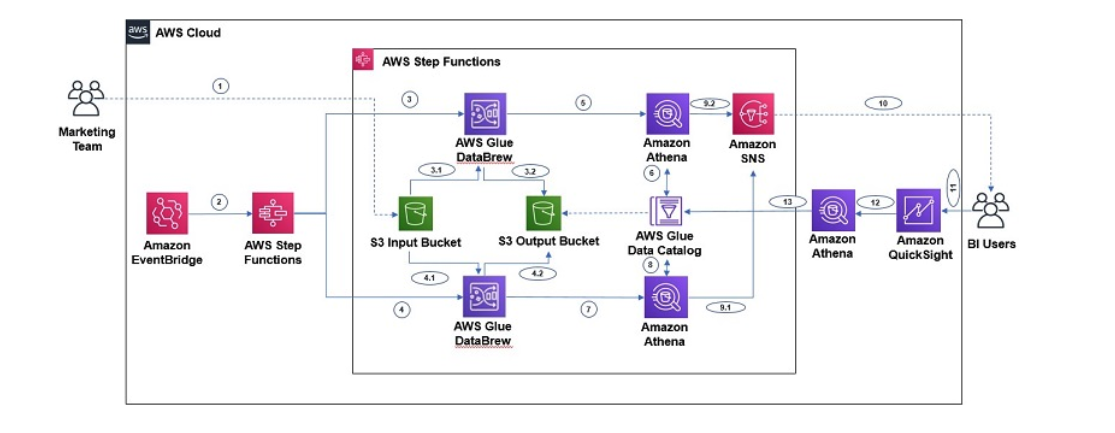 aws
AWS Cloud
AWS Step Functions
1
Marketing
Team
3
AWS Glue
DataBrew
5
Amazon
Athena
9.2
Amazon
SNS
10
3.1
3.2
6
2
Amazon
EventBridge
AWS Step
Functions
S3 Input Bucket
S3 Output Bucket
AWS Glue
Data Catalog
13
Amazon
Athena
12
Amazon
QuickSight
11
BI Users
4.1
4.2
8
4
AWS Glue
DataBrew
7
Amazon
Athena
9.1